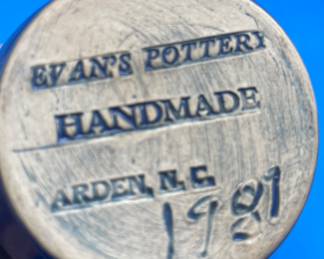 EVAN'S POTTERY
HANDMADE
ARDEN, N.C.
1981